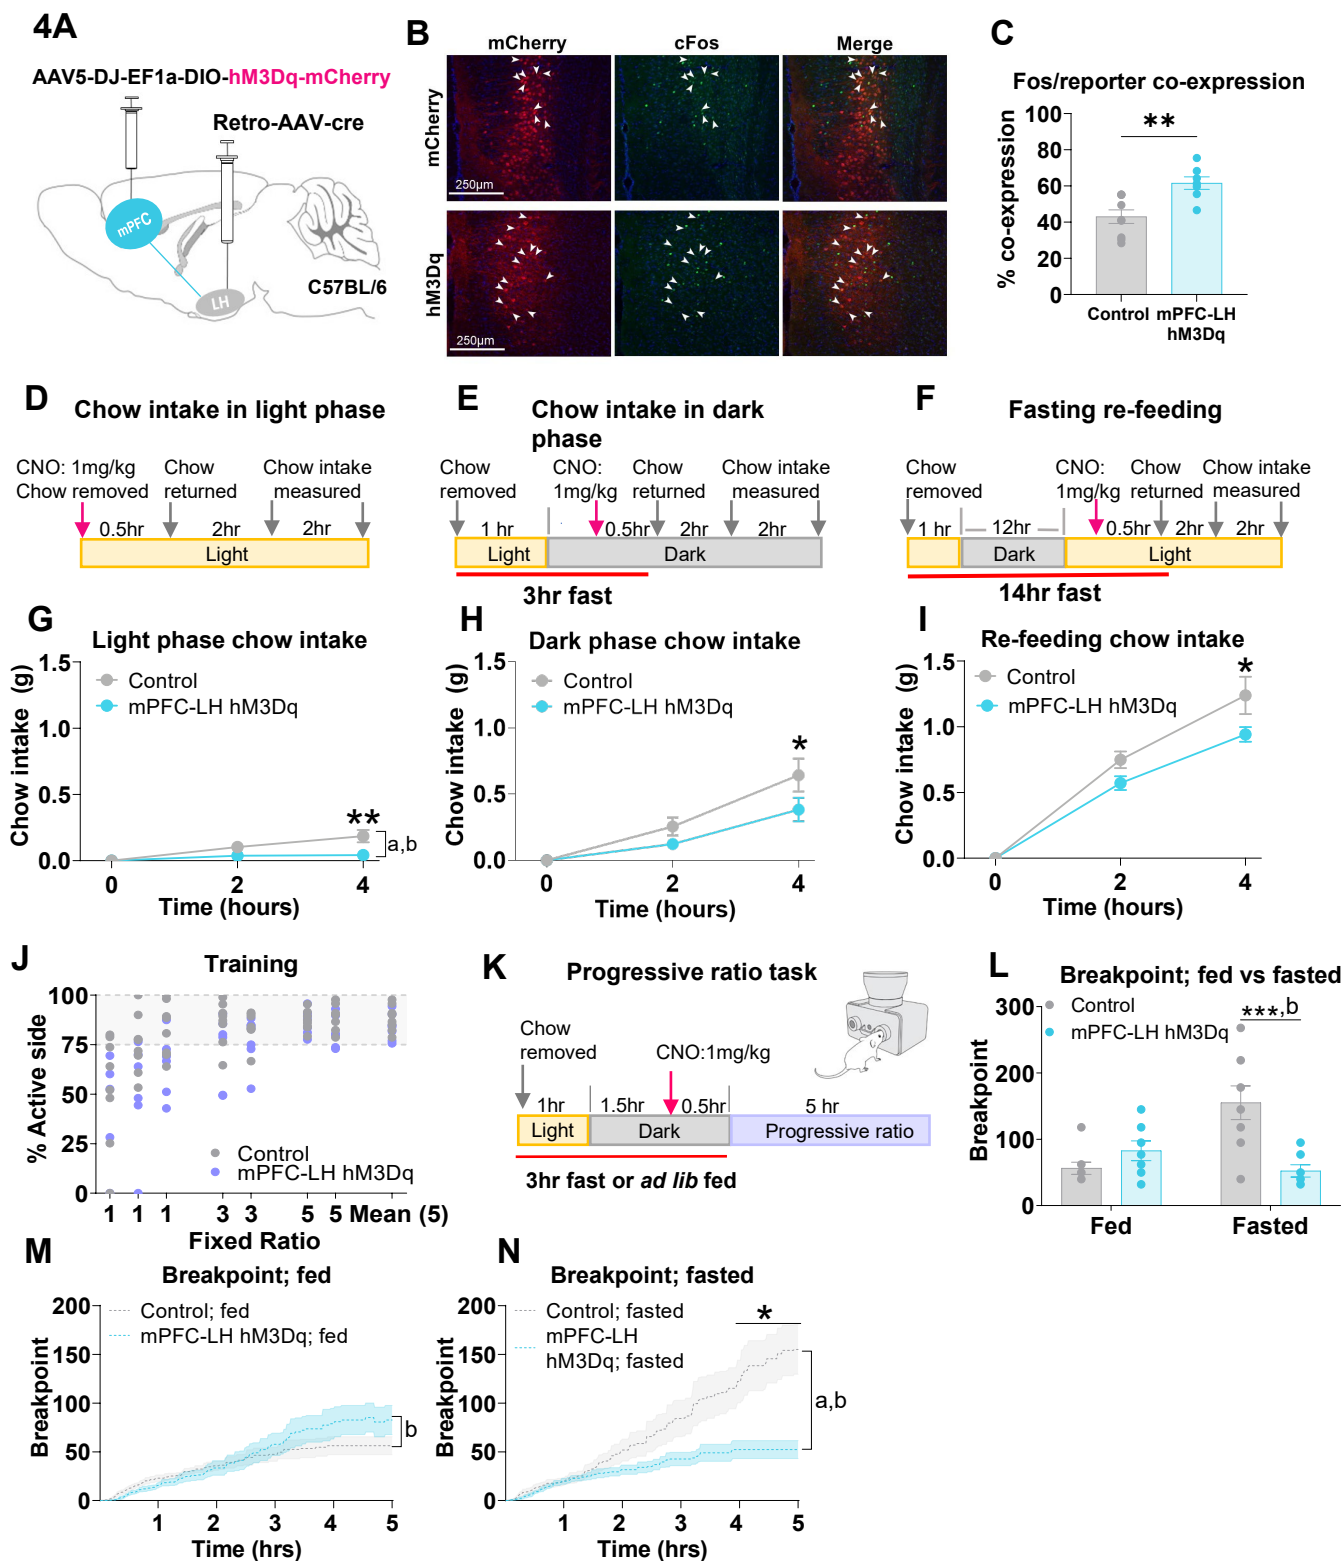 4A
AAV5-DJ-EF1a-DIO-hM3Dq-mCherry
Retro-AAV-cre
mPFC
LH
C57BL/6
B
mCherry
cFos
Merge
mCherry
250µm
hM3Dq
250µm
C
Fos/reporter co-expression
% co-expression
100
80
60
40
20
0
**
Control
mPFC-LH
hM3Dq
D
Chow intake in light phase
CNO: 1mg/kg
Chow removed
Chow
returned
Chow intake
measured
0.5hr
2hr
2hr
Light
E
Chow intake in dark
phase
Chow
removed
CNO:
1mg/kg
Chow
returned
Chow intake
measured
1 hr
0.5hr
2hr
2hr
Light
Dark
3hr fast
F
Fasting re-feeding
Chow
removed
CNO:
1mg/kg
Chow
returned
Chow intake
measured
1 hr
12hr
0.5hr
2hr
2hr
Dark
Light
14hr fast
G
Light phase chow intake
Chow intake (g)
1.5
1.0
0.5
0.0
Control
mPFC-LH hM3Dq
**
a,b
0
2
4
Time (hours)
H
Dark phase chow intake
Chow intake (g)
1.5
1.0
0.5
0.0
Control
mPFC-LH hM3Dq
*
0
2
4
Time (hours)
I
Re-feeding chow intake
Chow intake (g)
1.5
1.0
0.5
0.0
Control
mPFC-LH hM3Dq
*
0
2
4
Time (hours)
J
Training
% Active side
100
75
50
25
0
Control
mPFC-LH hM3Dq
1 1 1 3 3 5 5 Mean (5)
Fixed Ratio
K
Progressive ratio task
Chow
removed
CNO:1mg/kg
1hr
1.5hr
0.5hr
5 hr
Light
Dark
Progressive ratio
3hr fast or ad lib fed
L
Breakpoint; fed vs fasted
Breakpoint
300
200
100
0
Control
mPFC-LH hM3Dq
***,b
Fed
Fasted
M
Breakpoint; fed
Breakpoint
200
150
100
50
0
Control; fed
mPFC-LH hM3Dq; fed
b
1 2 3 4 5
Time (hrs)
N
Breakpoint; fasted
Breakpoint
200
150
100
50
0
Control; fasted
mPFC-LH
hM3Dq; fasted
*
a,b
1 2 3 4 5
Time (hrs)